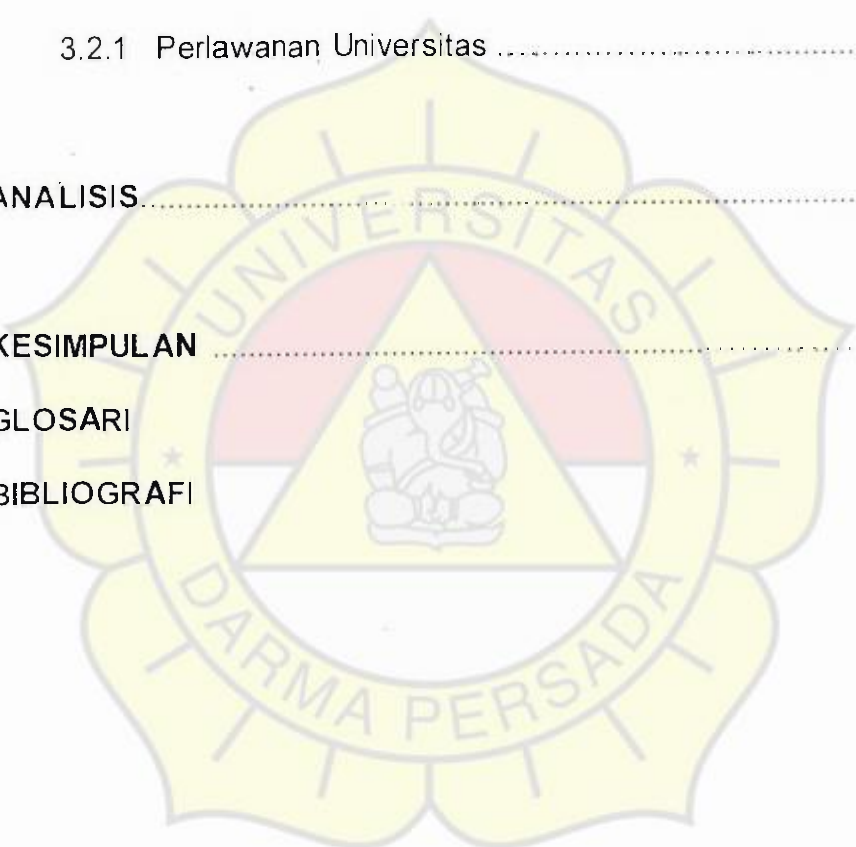 3.2.1 Perlawanan Universitas ..........................................
ANALISIS..........................................................................
KESIMPULAN ..................................................................
GLOSARI
BIBLIOGRAFI
UNIVERSITAS
DARMA PERSADA